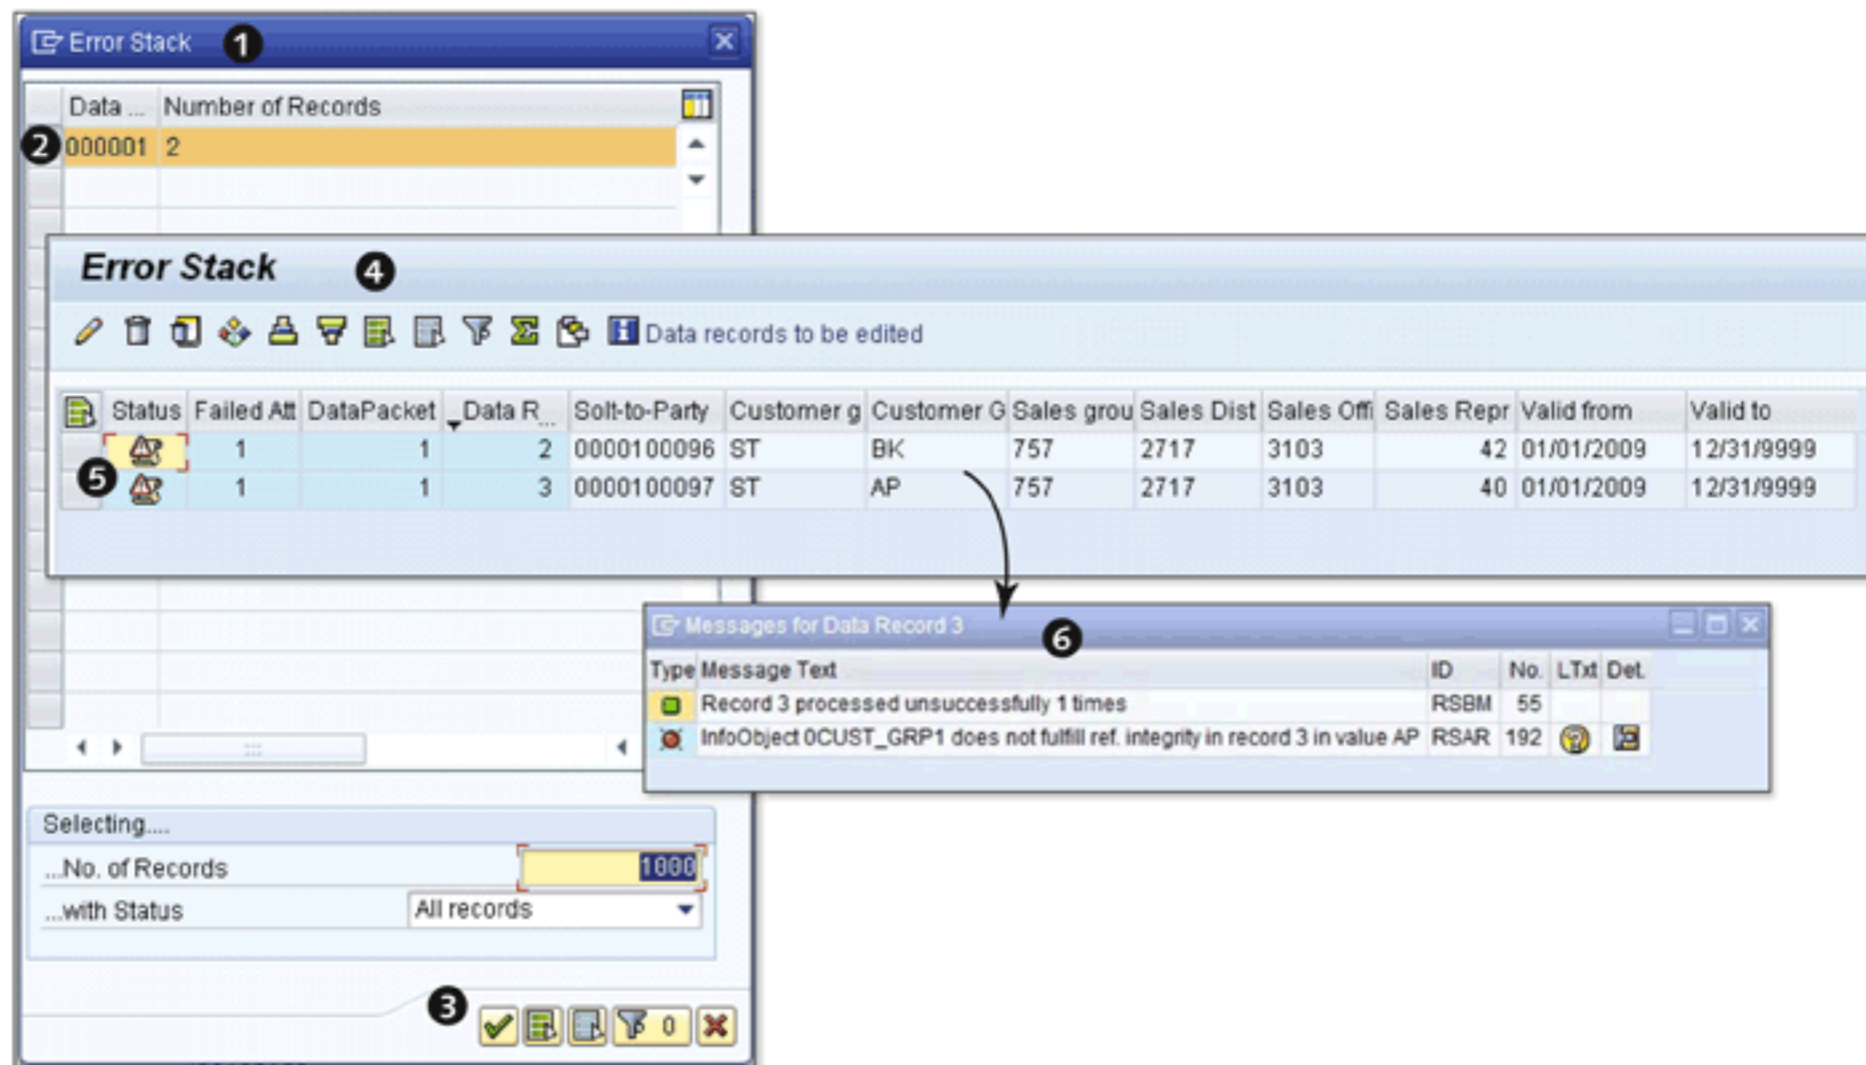 Error Stack 1
Data ... Number of Records
2 000001 2
Error Stack 4
Data records to be edited
Status Failed Att DataPacket Data R... Solt-to-Party Customer g Customer G Sales grou Sales Dist Sales Offi Sales Repr Valid from Valid to
1 1 2 0000100096 ST BK 757 2717 3103 42 01/01/2009 12/31/9999
5 1 1 3 0000100097 ST AP 757 2717 3103 40 01/01/2009 12/31/9999
Messages for Data Record 3 6
Type Message Text ID No. LTxt Det.
Record 3 processed unsuccessfully 1 times RSBM 55
InfoObject 0CUST_GRP1 does not fulfill ref. integrity in record 3 in value AP RSAR 192
Selecting....
...No. of Records 1000
...with Status All records
3 0